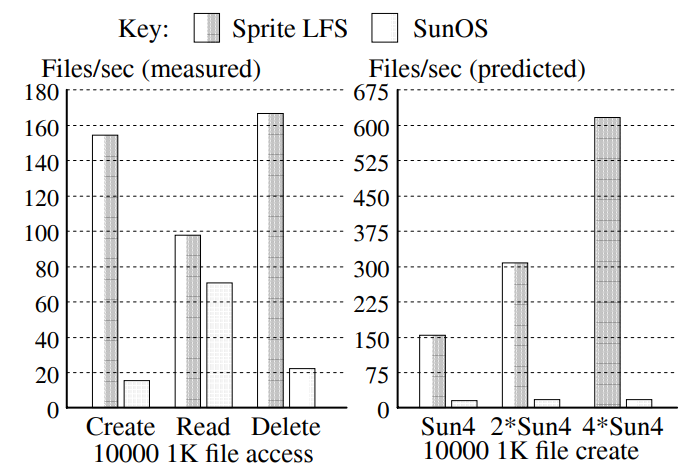 Key: Sprite LFS SunOS
Files/sec (measured)
180
160
140
120
100
80
60
40
20
0
Create Read Delete
10000 1K file access
Files/sec (predicted)
675
600
525
450
375
300
225
150
75
0
Sun4 2*Sun4 4*Sun4
10000 1K file create